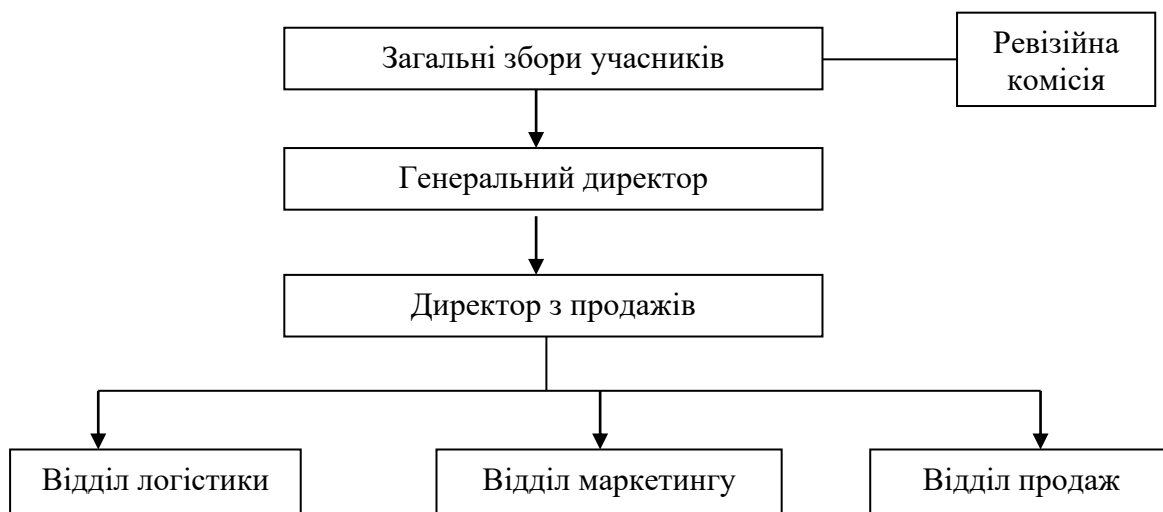 Загальні збори учасників
Ревізійна
комісія
Генеральний директор
Директор з продажів
Відділ логістики
Відділ маркетингу
Відділ продаж